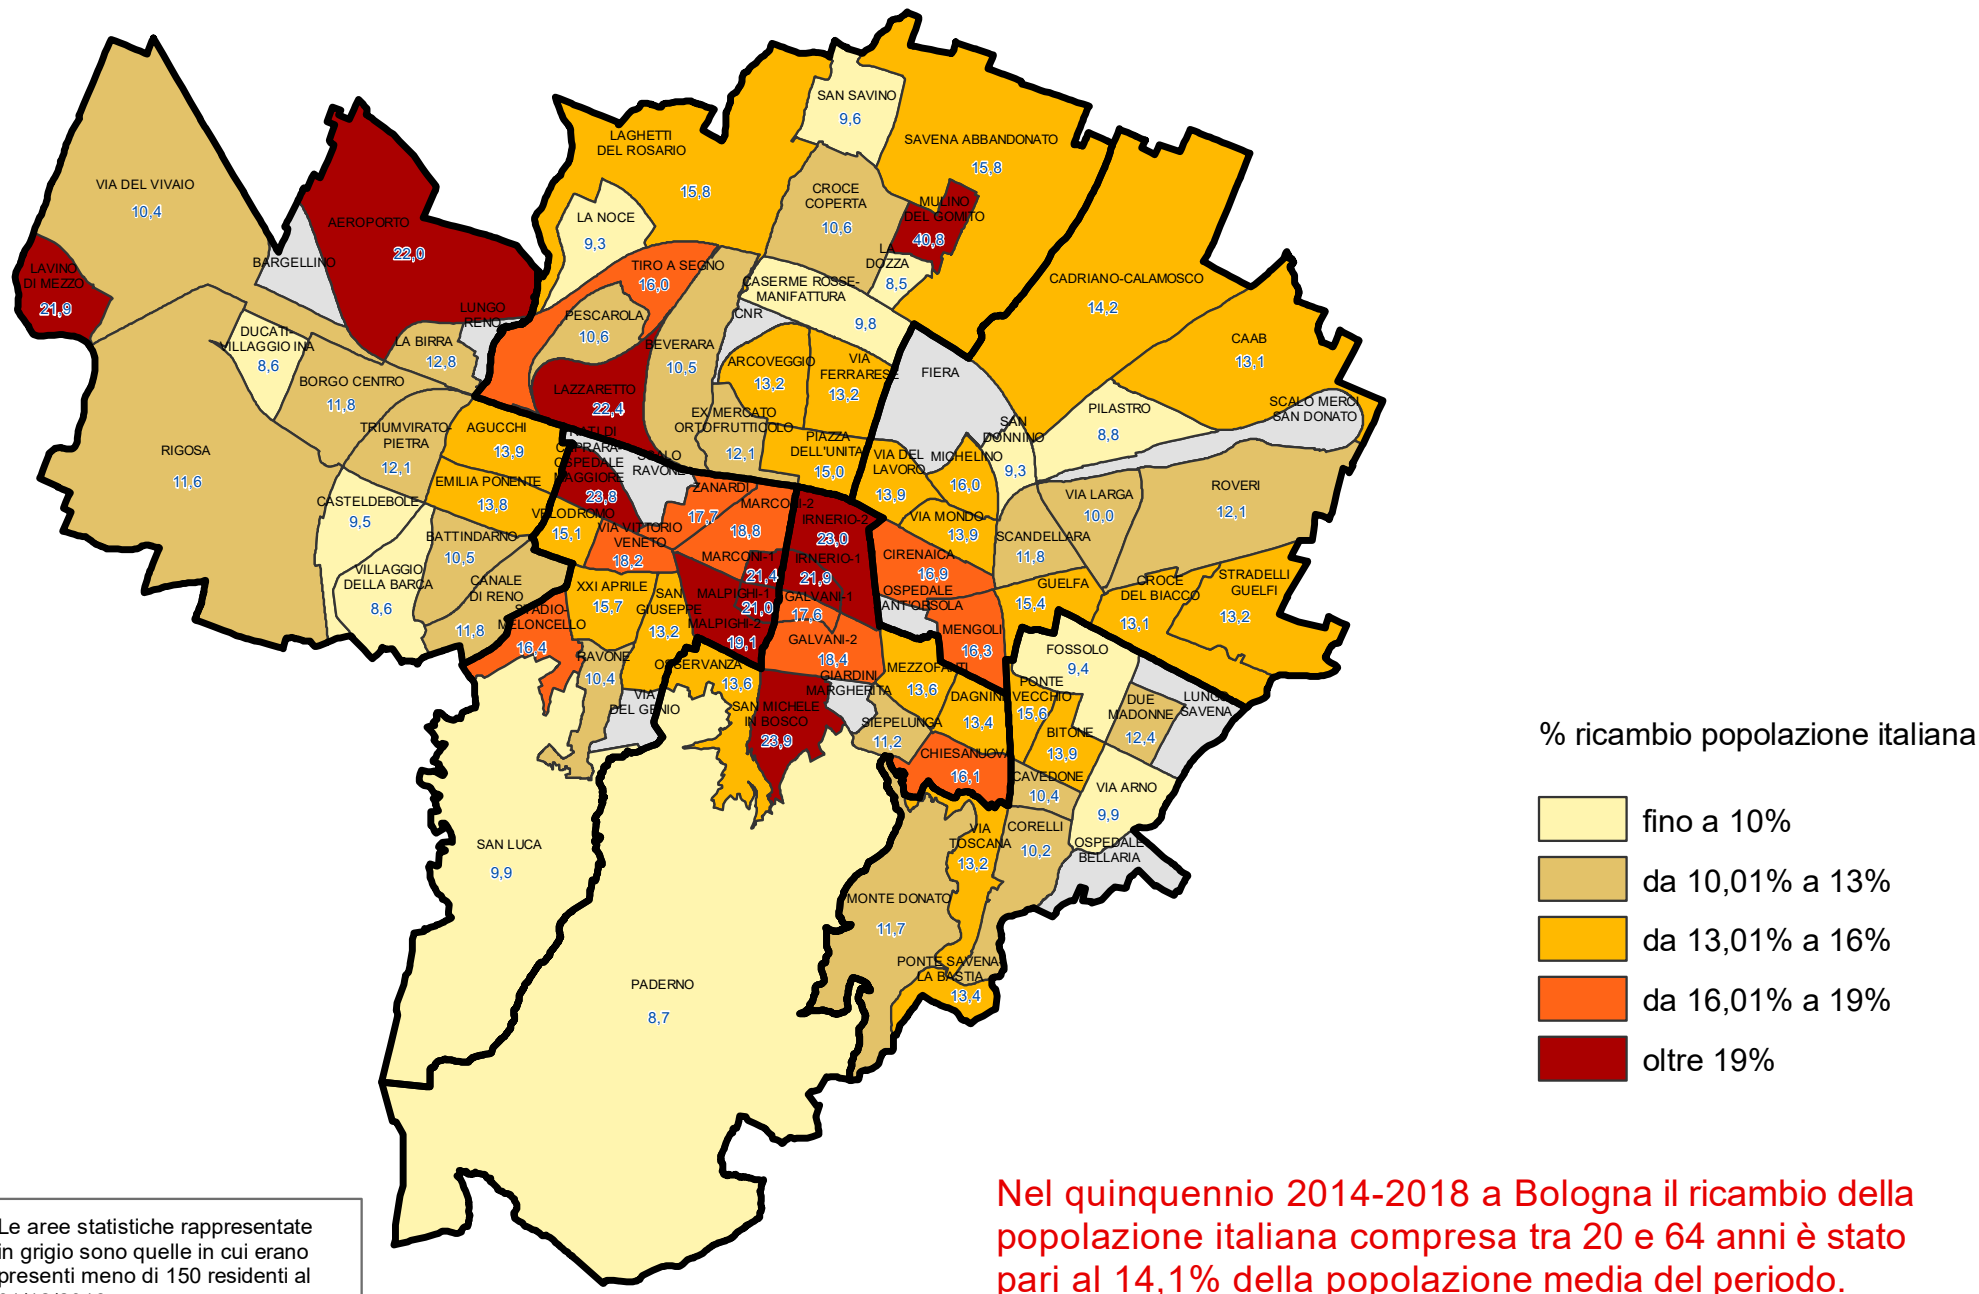 SAN SAVINO
9,6
LAGHETTI
DEL ROSARIO
15,8
SAVENA ABBANDONATO
15,8
VIA DEL VIVAIO
10,4
CROCE
COPERTA
10,6
MULINO
DEL GOMITO
40,8
LA NOCE
9,3
AEROPORTO
22,0
BARGELLINO
LA
DOZZA
8,5
LAVINO
DI MEZZO
21,9
TIRO A SEGNO
16,0
CASERME ROSSE-
MANIFATTURA
9,8
CADRIANO-CALAMOSCO
14,2
LUNGO
RENO
PESCAROLA
10,6
CNR
DUCATI-
VILLAGGIO INA
8,6
LA BIRRA
12,8
BEVERARA
10,5
ARCOVEGGIO
13,2
VIA
FERRARESE
13,2
FIERA
CAAB
13,1
BORGO CENTRO
11,8
LAZZARETTO
22,4
EX MERCATO
ORTOFRUTTICOLO
12,1
PILASTRO
8,8
SCALO MERCI
SAN DONATO
TRIUMVIRATO-
PIETRA
12,1
AGUCCHI
13,9
PIAZZA
DELL'UNITA'
15,0
SAN
DONNINO
9,3
RIGOSA
11,6
PRATI DI
CAPRARA-
OSPEDALE
MAGGIORE
23,8
SCALO
RAVONE
VIA DEL
LAVORO
13,9
MICHELINO
16,0
EMILIA PONENTE
13,8
ZANARDI
17,7
MARCONI-2
18,8
VIA LARGA
10,0
ROVERI
12,1
CASTELDEBOLE
9,5
VELODROMO
15,1
VIA VITTORIO
VENETO
18,2
IRNERIO-2
23,0
VIA MONDO
13,9
BATTINDARNO
10,5
MARCONI-1
21,4
IRNERIO-1
21,9
CIRENAICA
16,9
SCANDELLARA
11,8
VILLAGGIO
DELLA BARCA
8,6
CANALE
DI RENO
11,8
XXI APRILE
15,7
SAN
GIUSEPPE
13,2
MALPIGHI-1
21,0
GALVANI-1
17,6
OSPEDALE
SANT'ORSOLA
GUELFA
15,4
CROCE
DEL BIACCO
13,1
STRADELLI
GUELFI
13,2
STADIO-
MELONCELLO
16,4
MALPIGHI-2
19,1
GALVANI-2
18,4
MENGOLI
16,3
RAVONE
10,4
OSSERVANZA
13,6
GIARDINI
MARGHERITA
MEZZOFANTI
13,6
FOSSOLO
9,4
VIA
DEL GENIO
SAN MICHELE
IN BOSCO
23,9
SIEPELUNGA
11,2
DAGNINI
13,4
PONTE
VECCHIO
15,6
DUE
MADONNE
12,4
LUNGO
SAVENA
BITONE
13,9
CHIESANUOVA
16,1
CAVEDONE
10,4
VIA ARNO
9,9
SAN LUCA
9,9
VIA
TOSCANA
13,2
CORELLI
10,2
OSPEDALE
BELLARIA
MONTE DONATO
11,7
PONTE SAVENA-
LA BASTIA
13,4
PADERNO
8,7
% ricambio popolazione italiana
fino a 10%
da 10,01% a 13%
da 13,01% a 16%
da 16,01% a 19%
oltre 19%
Le aree statistiche rappresentate
in grigio sono quelle in cui erano
presenti meno di 150 residenti al
Nel quinquennio 2014-2018 a Bologna il ricambio della
popolazione italiana compresa tra 20 e 64 anni è stato
pari al 14,1% della popolazione media del periodo.